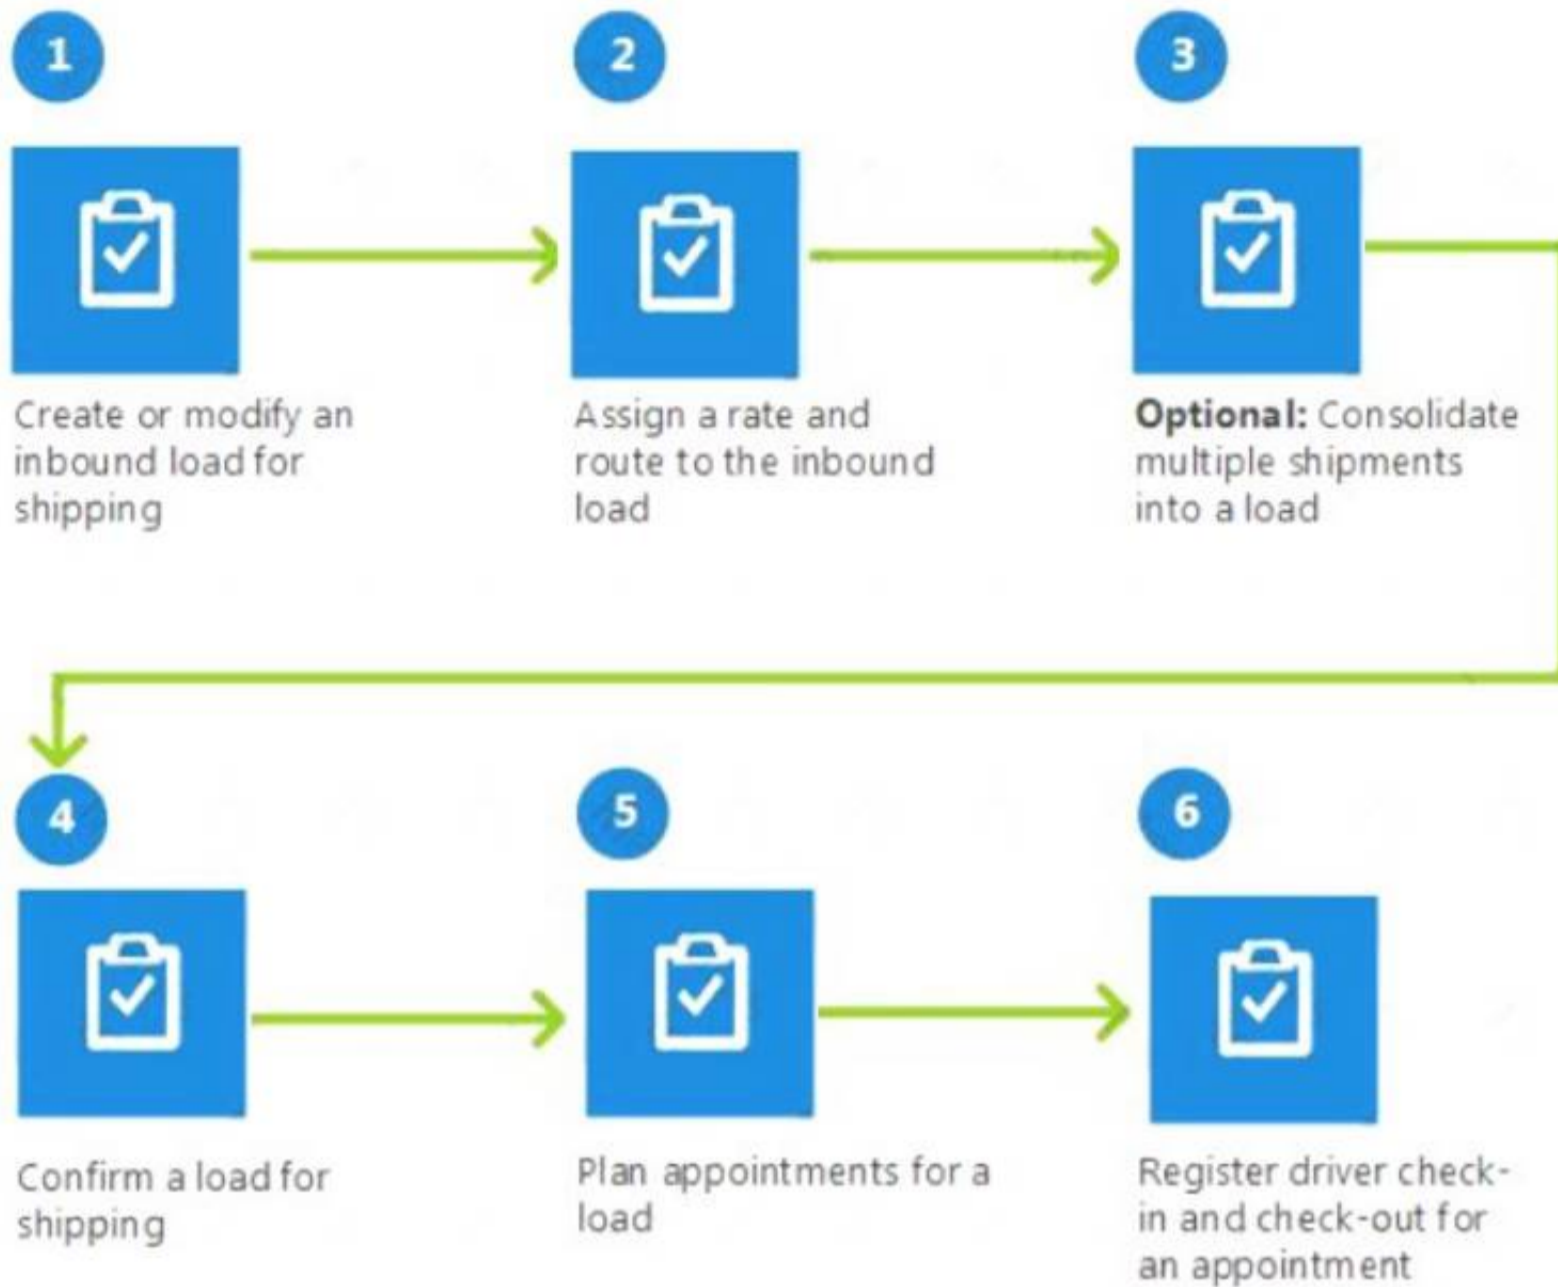 1
2
3
Create or modify an
inbound load for
shipping
Assign a rate and
route to the inbound
load
Optional: Consolidate
multiple shipments
into a load
4
5
6
Confirm a load for
shipping
Plan appointments for a
load
Register driver check-
in and check-out for
an appointment